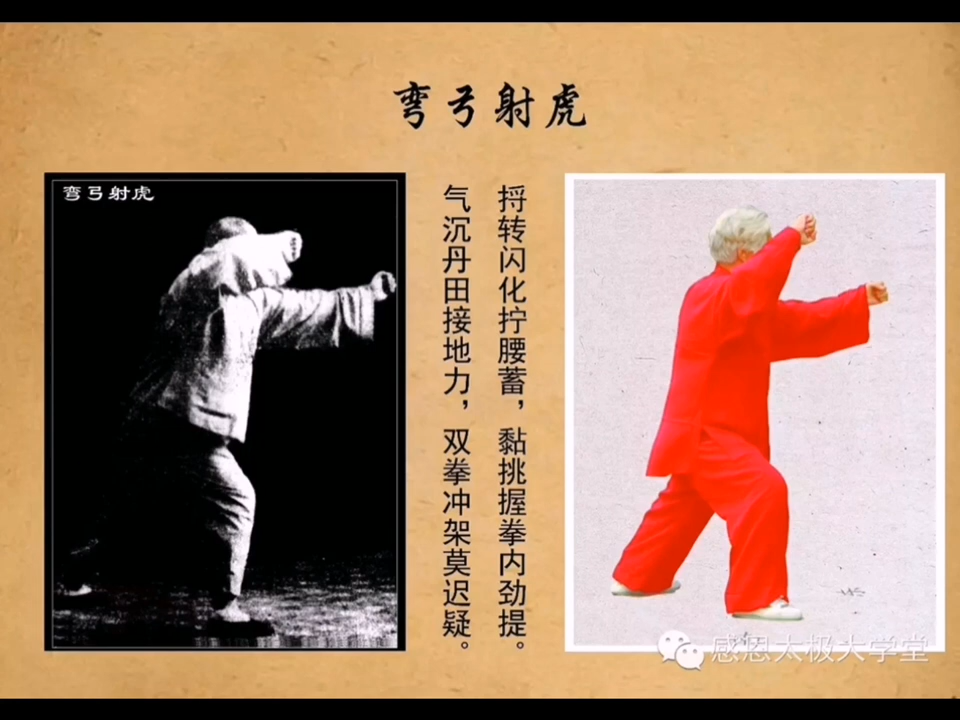 弯弓射虎
弯弓射虎
捋转闪化拧腰蓄，黏挑握拳内劲提。
气沉丹田接地力，双拳冲架莫迟疑。
感恩太极大学堂